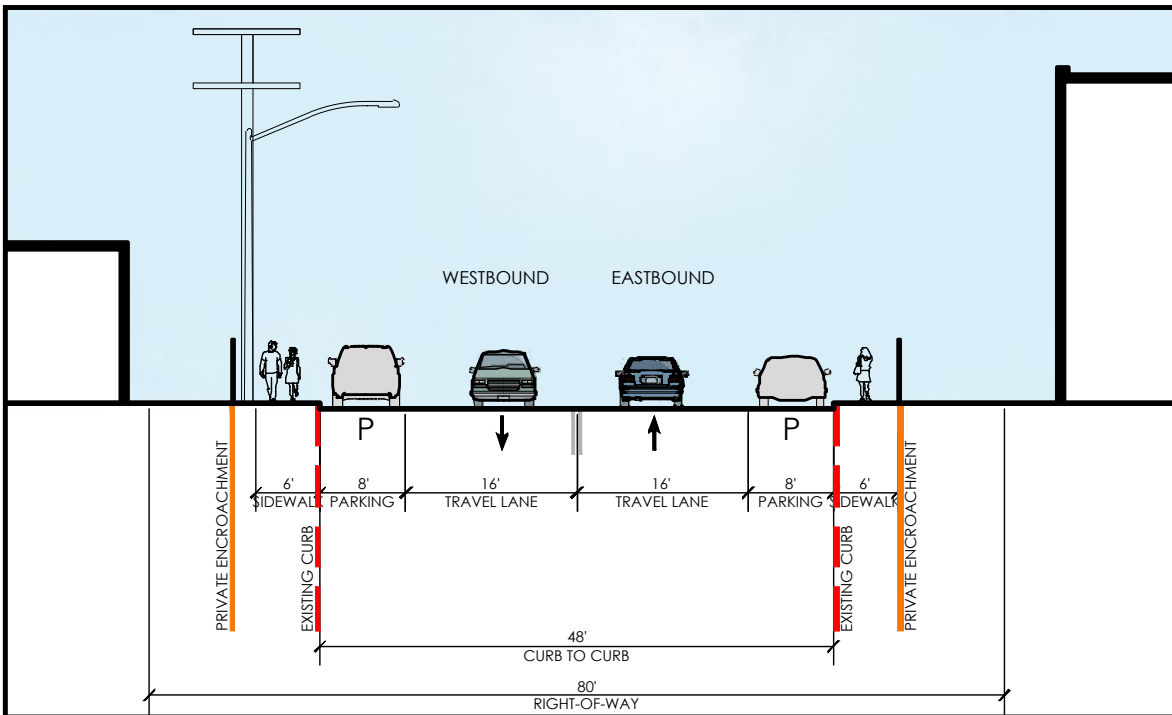 WESTBOUND
EASTBOUND
P
P
6'
8'
16'
16'
8'
6'
SIDEWALK
PARKING
TRAVEL LANE
TRAVEL LANE
PARKING
SIDEWALK
PRIVATE ENCROACHMENT
EXISTING CURB
EXISTING CURB
PRIVATE ENCROACHMENT
48'
CURB TO CURB
80'
RIGHT-OF-WAY